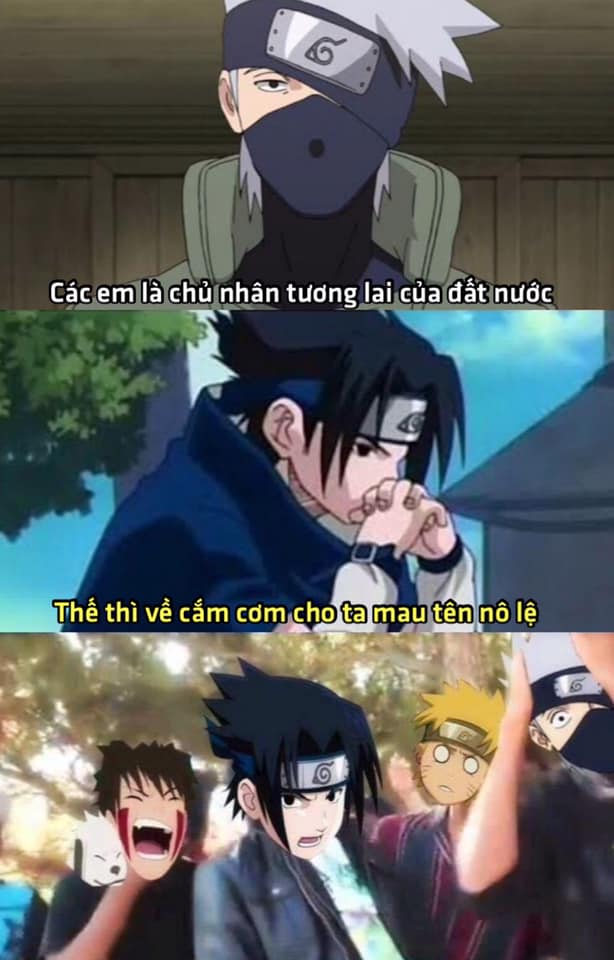 Các em là chủ nhân tương lai của đất nước
Thế thì về cắm cơm cho ta mau tên nô lệ